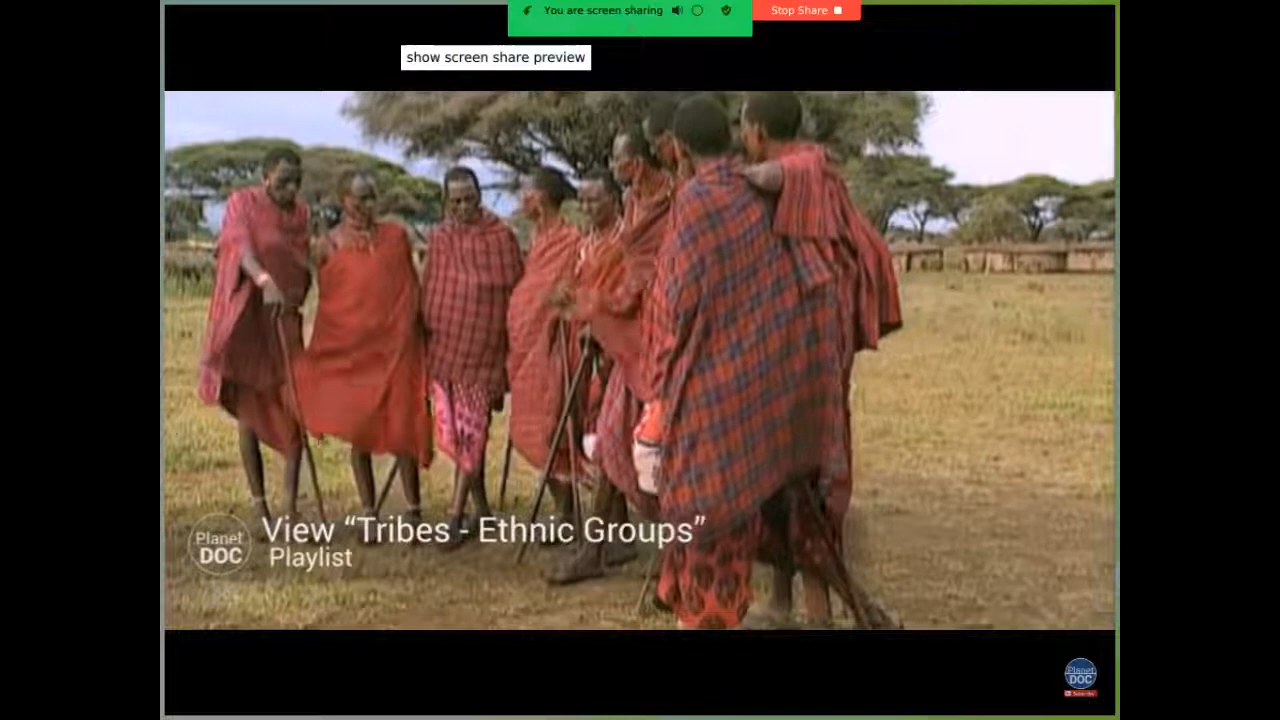 You are screen sharing
Stop Share
show screen share preview
View “Tribes - Ethnic Groups”
Playlist
Planet
DOC
Planet
DOC
Subscribe